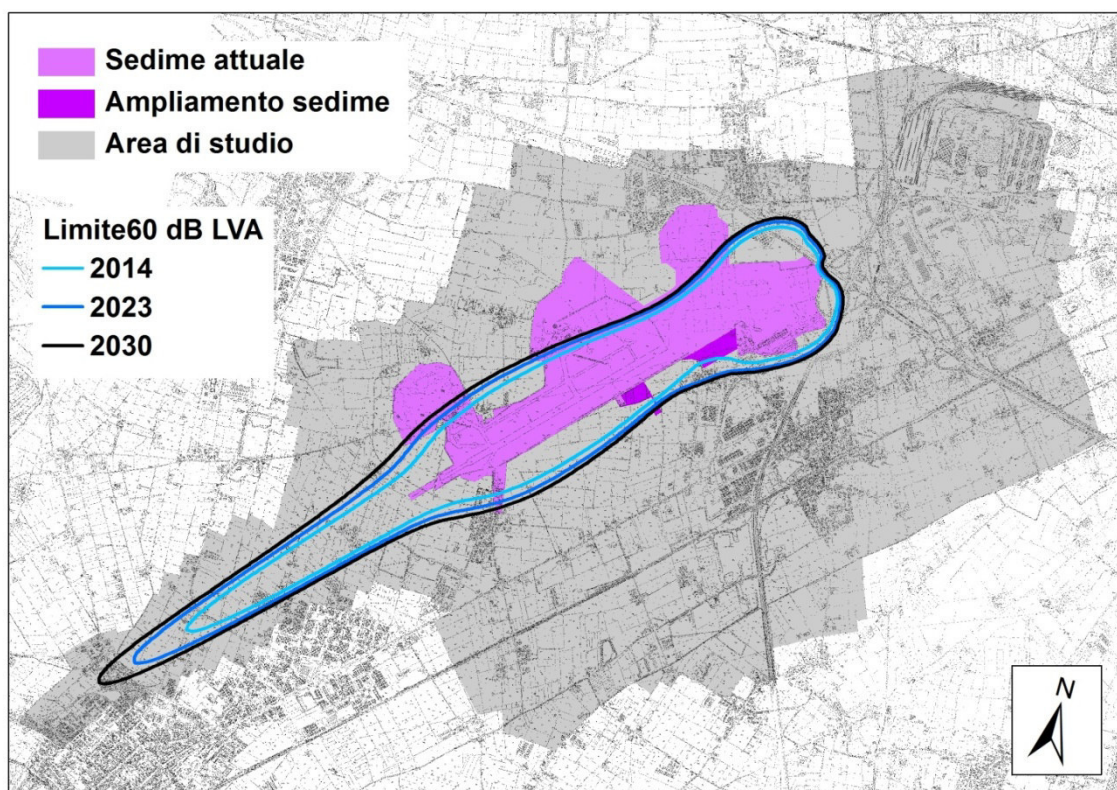 Sedime attuale
Ampliamento sedime
Area di studio
Limite60 dB LVA
2014
2023
2030
N